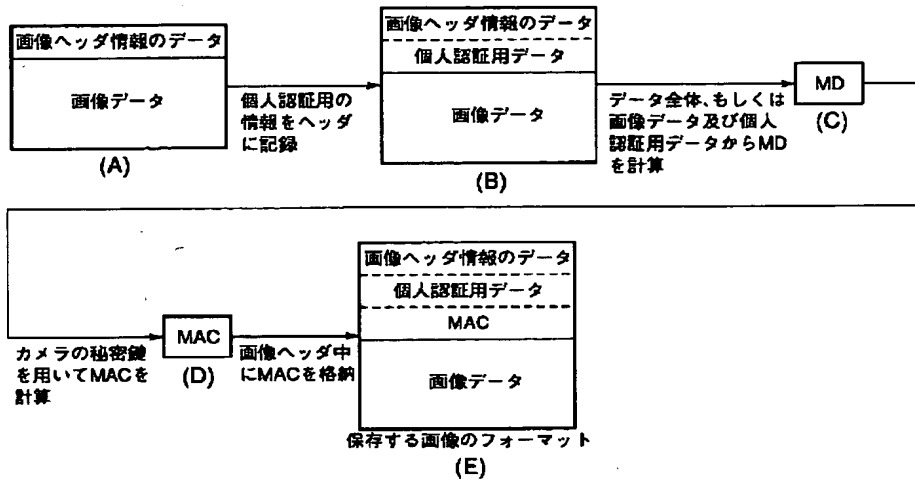 画像ヘッダ情報のデータ
画像データ
(A)
個人認証用の
情報をヘッダ
に記録
画像ヘッダ情報のデータ
個人認証用データ
画像データ
(B)
データ全体、もしくは
画像データ及び個人
認証用データからMD
を計算
MD
(C)
カメラの秘密鍵
を用いてMACを
計算
MAC
(D)
画像ヘッダ中
にMACを格納
画像ヘッダ情報のデータ
個人認証用データ
MAC
画像データ
保存する画像のフォーマット
(E)